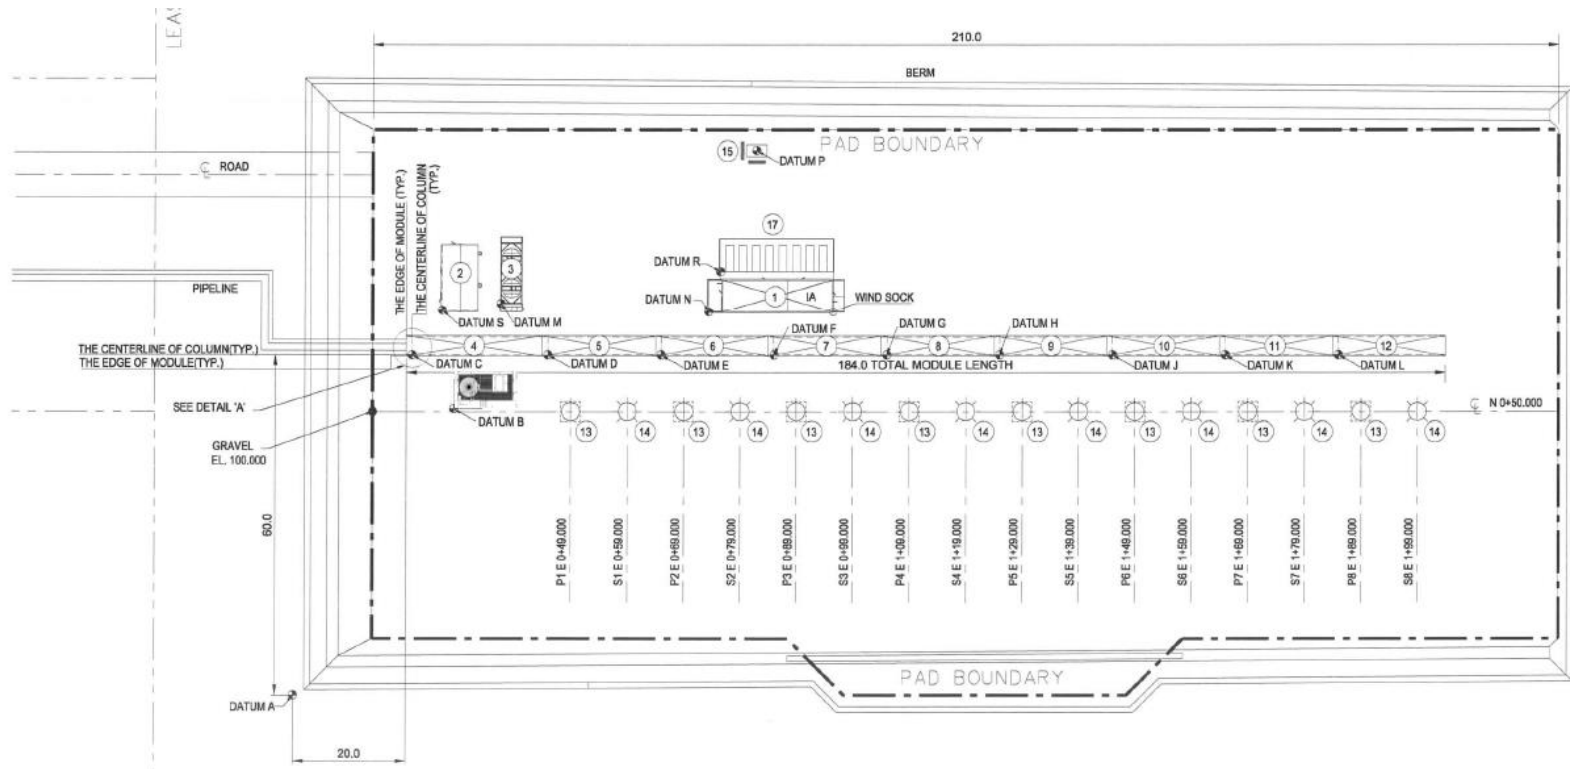 LEAS
210.0
BERM
PAD BOUNDARY
15
DATUM P
℄ ROAD
THE EDGE OF MODULE (TYP.)
THE CENTERLINE OF COLUMN
(TYP.)
17
2
3
DATUM R
1
IA
PIPELINE
DATUM N
WIND SOCK
DATUM S
DATUM M
DATUM F
DATUM G
DATUM H
THE CENTERLINE OF COLUMN(TYP.)
4
5
6
7
8
9
10
11
12
THE EDGE OF MODULE(TYP.)
DATUM C
DATUM D
DATUM E
184.0 TOTAL MODULE LENGTH
DATUM J
DATUM K
DATUM L
SEE DETAIL 'A'
DATUM B
℄ N 0+50.000
13
14
13
14
13
14
13
14
13
14
13
14
13
14
13
14
GRAVEL
EL. 100.000
60.0
P1 E 0+49.000
S1 E 0+59.000
P2 E 0+69.000
S2 E 0+79.000
P3 E 0+89.000
S3 E 0+99.000
P4 E 1+09.000
S4 E 1+19.000
P5 E 1+29.000
S5 E 1+39.000
P6 E 1+49.000
S6 E 1+59.000
P7 E 1+69.000
S7 E 1+79.000
P8 E 1+89.000
S8 E 1+99.000
PAD BOUNDARY
DATUM A
20.0